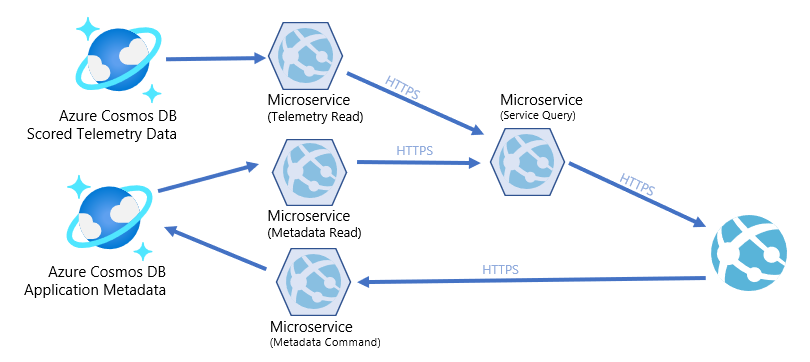 Azure Cosmos DB
Scored Telemetry Data
Microservice
(Telemetry Read)
HTTPS
Microservice
(Service Query)
HTTPS
HTTPS
Microservice
(Metadata Read)
Azure Cosmos DB
Application Metadata
HTTPS
Microservice
(Metadata Command)